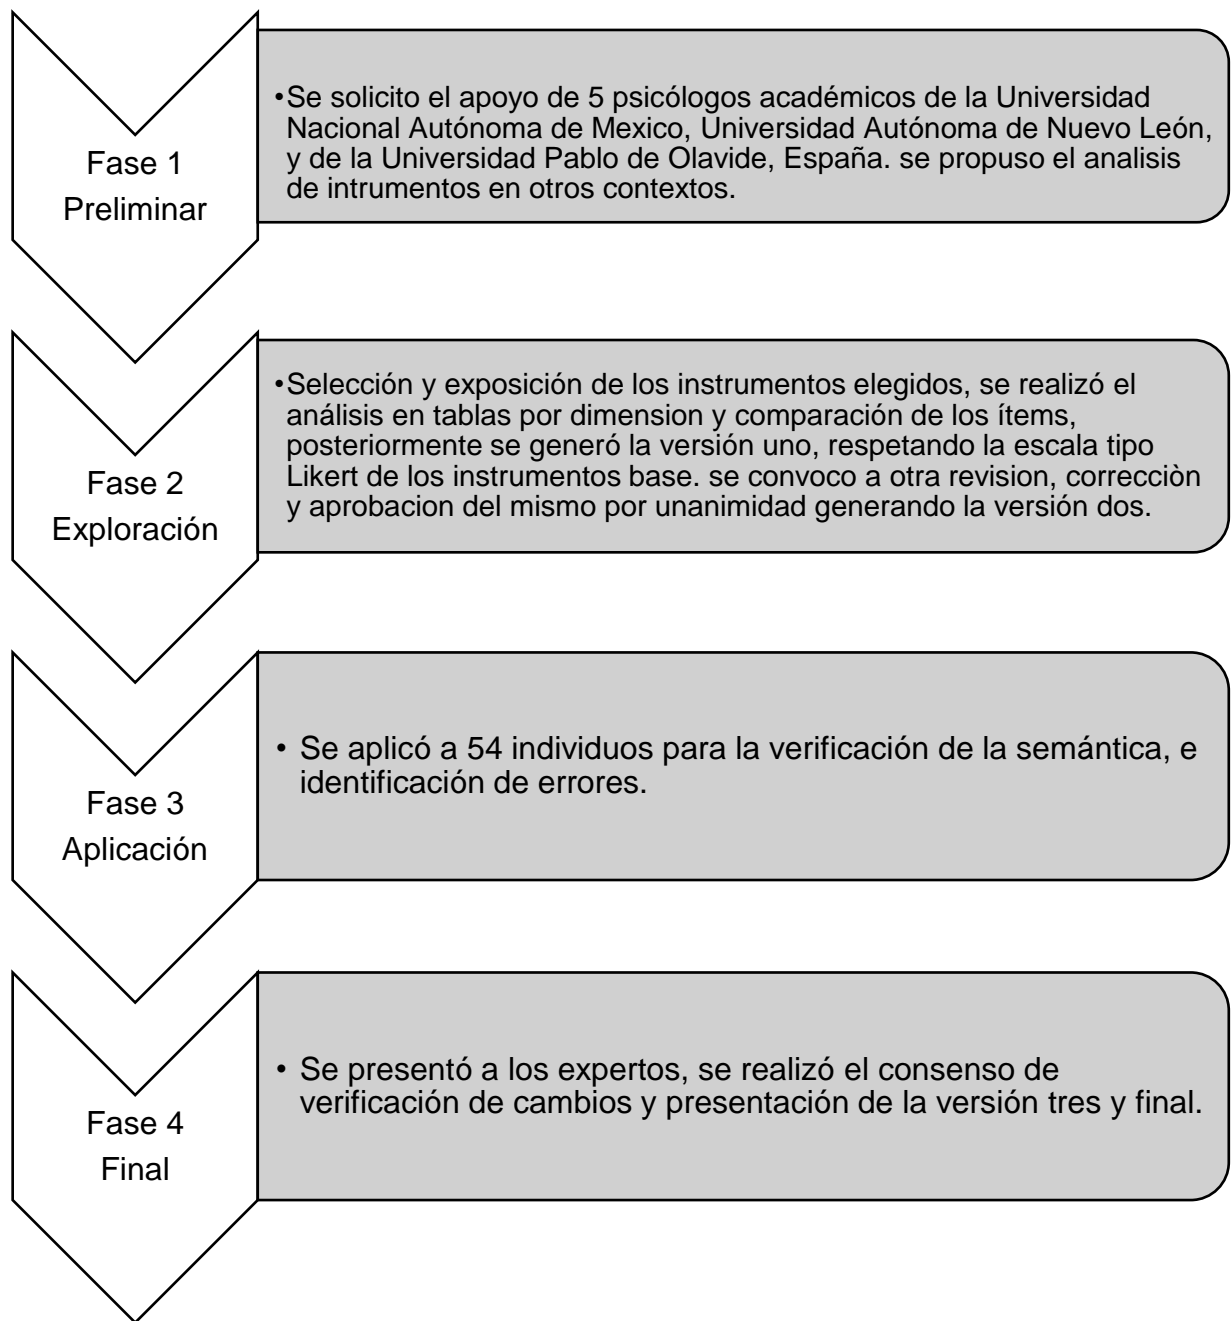 Fase 1
Preliminar
•Se solicito el apoyo de 5 psicólogos académicos de la Universidad
Nacional Autónoma de Mexico, Universidad Autónoma de Nuevo León,
y de la Universidad Pablo de Olavide, España. se propuso el analisis
de intrumentos en otros contextos.
Fase 2
Exploración
•Selección y exposición de los instrumentos elegidos, se realizó el
análisis en tablas por dimension y comparación de los ítems,
posteriormente se generó la versión uno, respetando la escala tipo
Likert de los instrumentos base. se convoco a otra revision, correcciòn
y aprobacion del mismo por unanimidad generando la versión dos.
Fase 3
Aplicación
• Se aplicó a 54 individuos para la verificación de la semántica, e
identificación de errores.
Fase 4
Final
• Se presentó a los expertos, se realizó el consenso de
verificación de cambios y presentación de la versión tres y final.